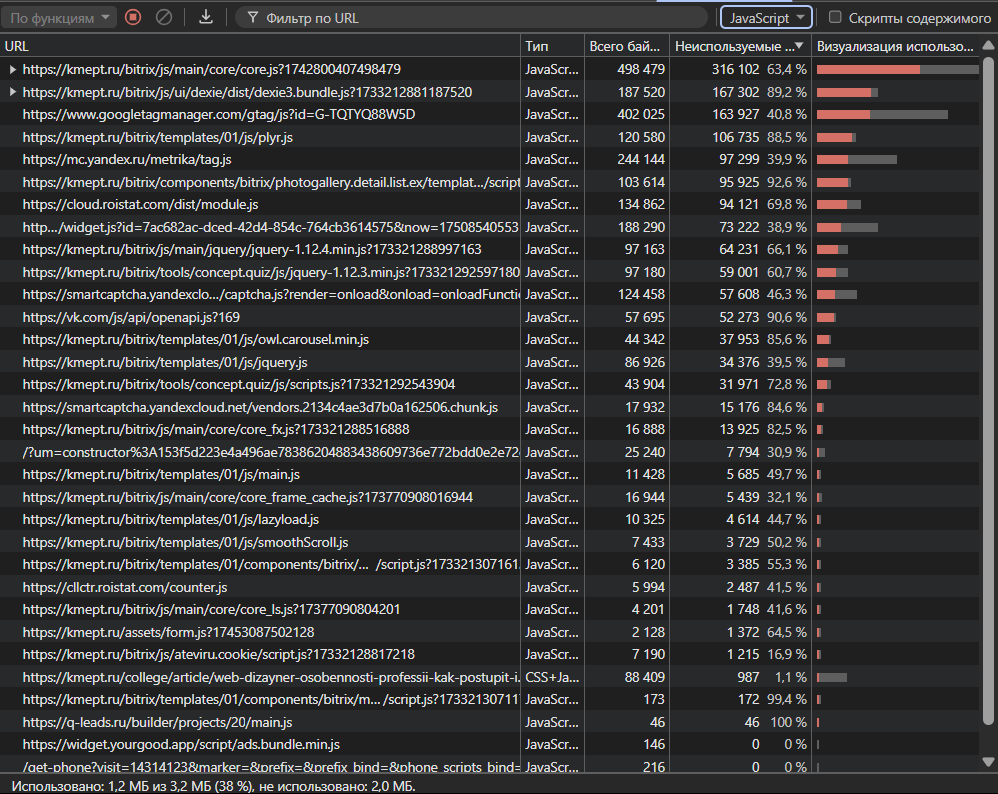 По функциям Фильтр по URL JavaScript Скрипты содержимого
URL Тип Всего бай... Неиспользуемые ... Визуализация использо...
https://kmept.ru/bitrix/js/main/core/core.js?1742800407498479 JavaScr... 498 479 316 102 63,4 %
https://kmept.ru/bitrix/js/ui/dexie/dist/dexie3.bundle.js?1733212881187520 JavaScr... 187 520 167 302 89,2 %
https://www.googletagmanager.com/gtag/js?id=G-TQTYQ88W5D JavaScr... 402 025 163 927 40,8 %
https://kmept.ru/bitrix/templates/01/js/plyr.js JavaScr... 120 580 106 735 88,5 %
https://mc.yandex.ru/metrika/tag.js JavaScr... 244 144 97 299 39,9 %
https://kmept.ru/bitrix/components/bitrix/photogallery.detail.list.ex/templat.../script JavaScr... 103 614 95 925 92,6 %
https://cloud.roistat.com/dist/module.js JavaScr... 134 862 94 121 69,8 %
http.../widget.js?id=7ac682ac-dced-42d4-854c-764cb3614575&now=17508540553 JavaScr... 188 290 73 222 38,9 %
https://kmept.ru/bitrix/js/main/jquery/jquery-1.12.4.min.js?173321288997163 JavaScr... 97 163 64 231 66,1 %
https://kmept.ru/bitrix/tools/concept.quiz/js/jquery-1.12.3.min.js?173321292597180 JavaScr... 97 180 59 001 60,7 %
https://smartcaptcha.yandexclo.../captcha.js?render=onload&onload=onloadFunctio JavaScr... 124 458 57 608 46,3 %
https://vk.com/js/api/openapi.js?169 JavaScr... 57 695 52 273 90,6 %
https://kmept.ru/bitrix/templates/01/js/owl.carousel.min.js JavaScr... 44 342 37 953 85,6 %
https://kmept.ru/bitrix/templates/01/js/jquery.js JavaScr... 86 926 34 376 39,5 %
https://kmept.ru/bitrix/tools/concept.quiz/js/scripts.js?173321292543904 JavaScr... 43 904 31 971 72,8 %
https://smartcaptcha.yandexcloud.net/vendors.2134c4ae3d7b0a162506.chunk.js JavaScr... 17 932 15 176 84,6 %
https://kmept.ru/bitrix/js/main/core/core_fx.js?173321288516888 JavaScr... 16 888 13 925 82,5 %
/?um=constructor%3A153f5d223e4a496ae78386204883438609736e772bdd0e2e72 JavaScr... 25 240 7 794 30,9 %
https://kmept.ru/bitrix/templates/01/js/main.js JavaScr... 11 428 5 685 49,7 %
https://kmept.ru/bitrix/js/main/core/core_frame_cache.js?173770908016944 JavaScr... 16 944 5 439 32,1 %
https://kmept.ru/bitrix/templates/01/js/lazyload.js JavaScr... 10 325 4 614 44,7 %
https://kmept.ru/bitrix/templates/01/js/smoothScroll.js JavaScr... 7 433 3 729 50,2 %
https://kmept.ru/bitrix/templates/01/components/bitrix/... /script.js?173321307161 JavaScr... 6 120 3 385 55,3 %
https://cllctr.roistat.com/counter.js JavaScr... 5 994 2 487 41,5 %
https://kmept.ru/bitrix/js/main/core/core_ls.js?17377090804201 JavaScr... 4 201 1 748 41,6 %
https://kmept.ru/assets/form.js?17453087502128 JavaScr... 2 128 1 372 64,5 %
https://kmept.ru/bitrix/js/ateviru.cookie/script.js?17332128817218 JavaScr... 7 190 1 215 16,9 %
https://kmept.ru/college/article/web-dizayner-osobennosti-professii-kak-postupit-i. CSS+Ja... 88 409 987 1,1 %
https://kmept.ru/bitrix/templates/01/components/bitrix/m... /script.js?17332130711 JavaScr... 173 172 99,4 %
https://q-leads.ru/builder/projects/20/main.js JavaScr... 46 46 100 %
https://widget.yourgood.app/script/ads.bundle.min.js JavaScr... 146 0 0 %
/get-phone?visit=14314123&marker=&prefix=&prefix_bind=&phone_scripts_bind= JavaScr... 216 0 0 %
Использовано: 1,2 МБ из 3,2 МБ (38 %), не использовано: 2,0 МБ.